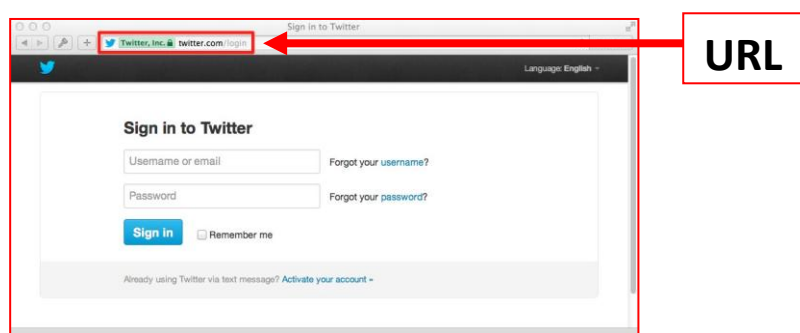 Sign in to Twitter
Twitter, Inc. twitter.com/login
URL
Language: English
Sign in to Twitter
Username or email
Forgot your username?
Password
Forgot your password?
Sign in
Remember me
Already using Twitter via text message? Activate your account